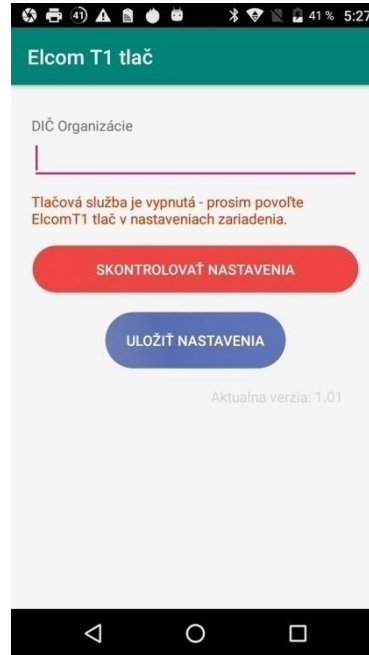 41 41 % 5:27
Elcom T1 tlač
DIČ Organizácie
Tlačová služba je vypnutá - prosim povoľte
ElcomT1 tlač v nastaveniach zariadenia.
SKONTROLOVAŤ NASTAVENIA
ULOŽIŤ NASTAVENIA
Aktualna verzia: 1.01